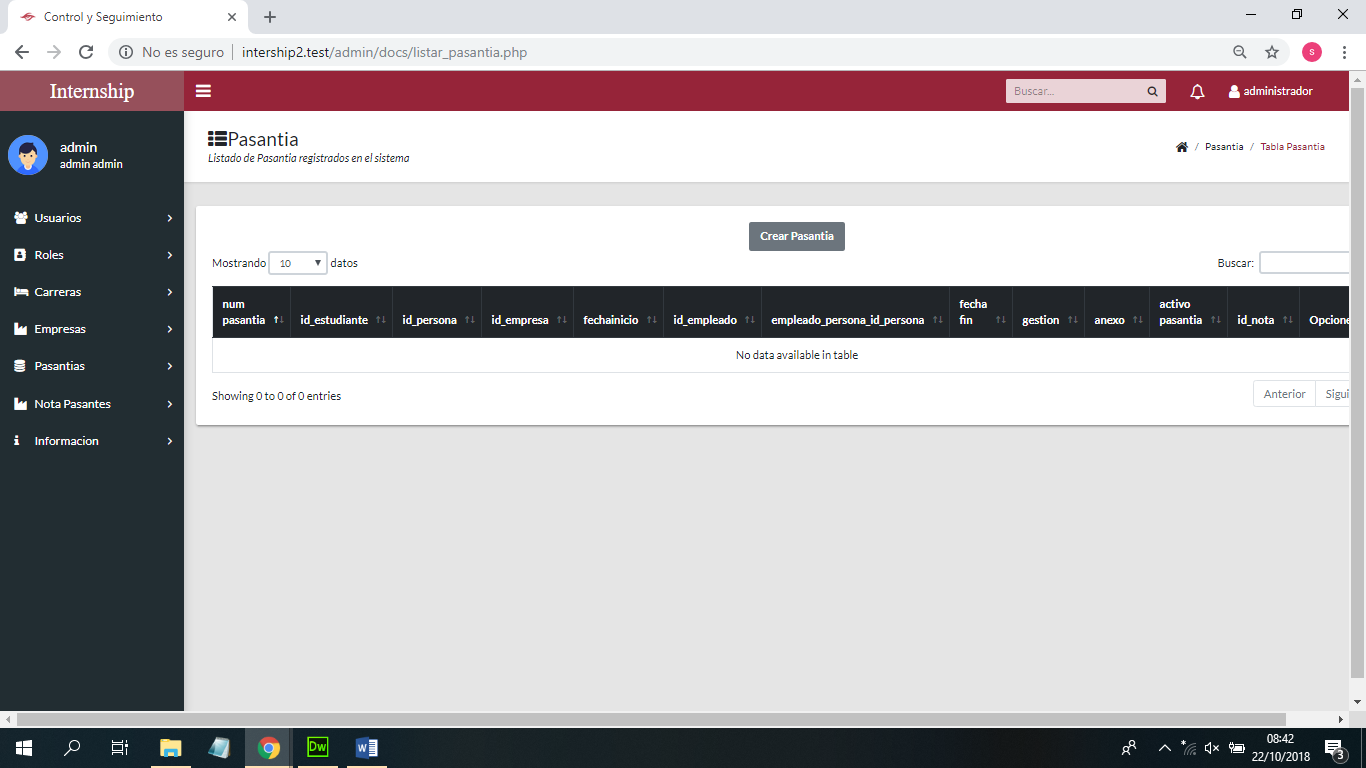 Control y Seguimiento
No es seguro intership2.test/admin/docs/listar_pasantia.php
s
Internship
Buscar...
administrador
admin
admin admin
Pasantia
Listado de Pasantia registrados en el sistema
/ Pasantia / Tabla Pasantia
Usuarios
Roles
Carreras
Empresas
Pasantias
Nota Pasantes
Informacion
Crear Pasantia
Mostrando 10 datos
Buscar:
num pasantia id_estudiante id_persona id_empresa fechainicio id_empleado empleado_persona_id_persona fecha fin gestion anexo activo pasantia id_nota Opcione
No data available in table
Showing 0 to 0 of 0 entries
Anterior Sigui
Dw
W
08:42
22/10/2018
3